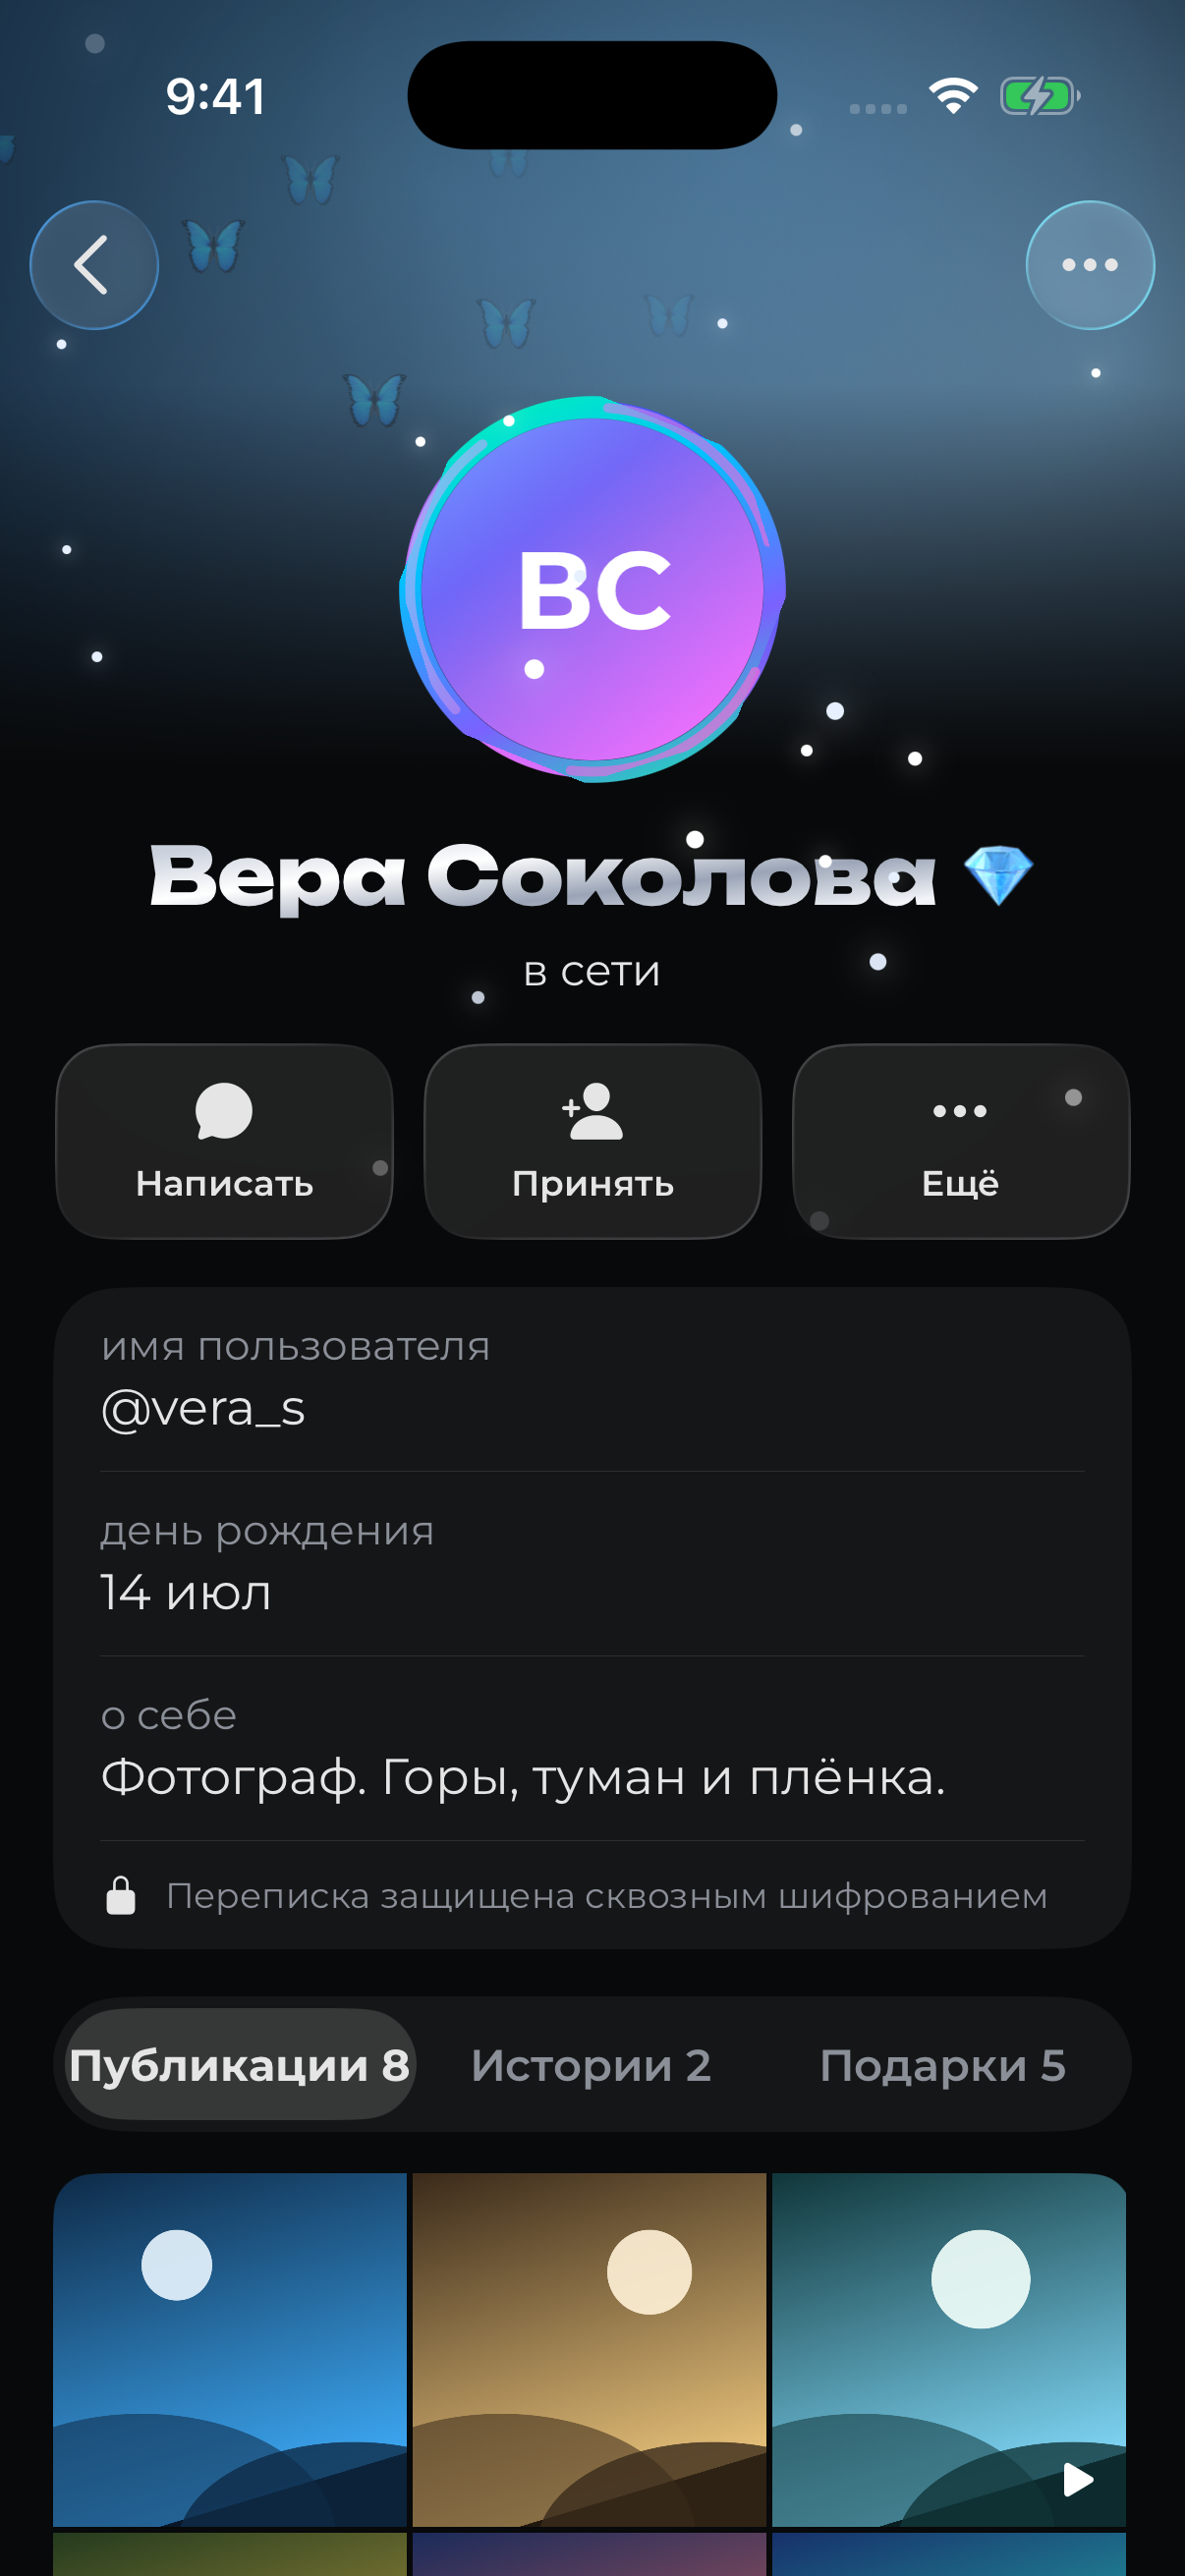 9:41
ВС
Вера Соколова
в сети
Написать
Принять
Ещё
имя пользователя
@vera_s
день рождения
14 июл
о себе
Фотограф. Горы, туман и плёнка.
Переписка защищена сквозным шифрованием
Публикации 8
Истории 2
Подарки 5